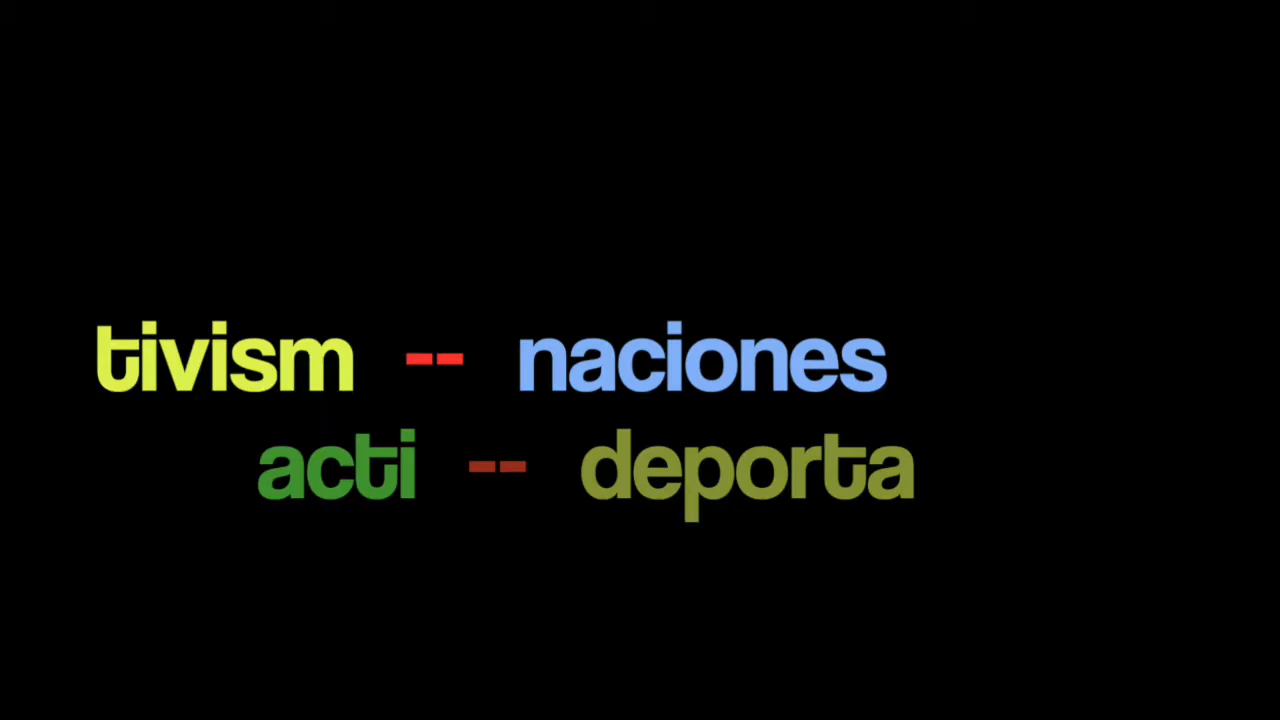 tivism -- naciones
acti -- deporta